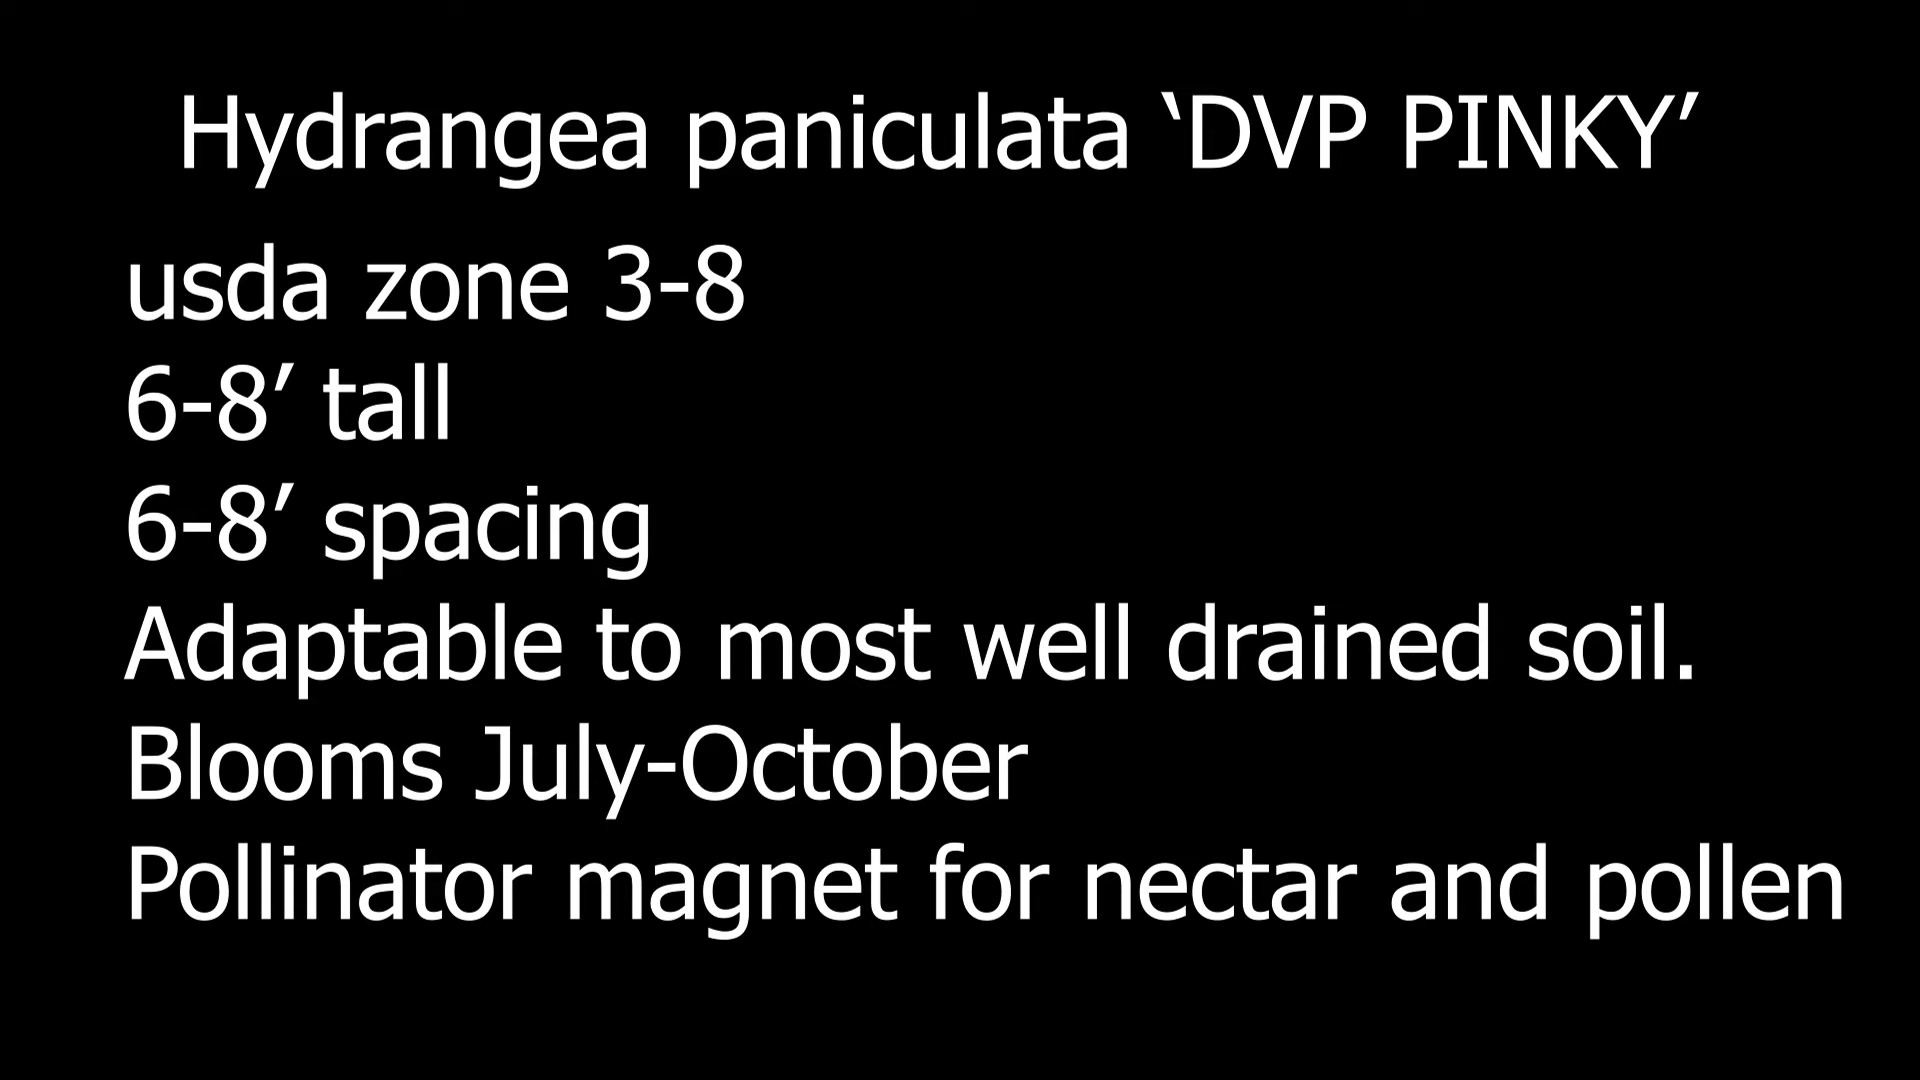 Hydrangea paniculata ‘DVP PINKY’
usda zone 3-8
6-8’ tall
6-8’ spacing
Adaptable to most well drained soil.
Blooms July-October
Pollinator magnet for nectar and pollen